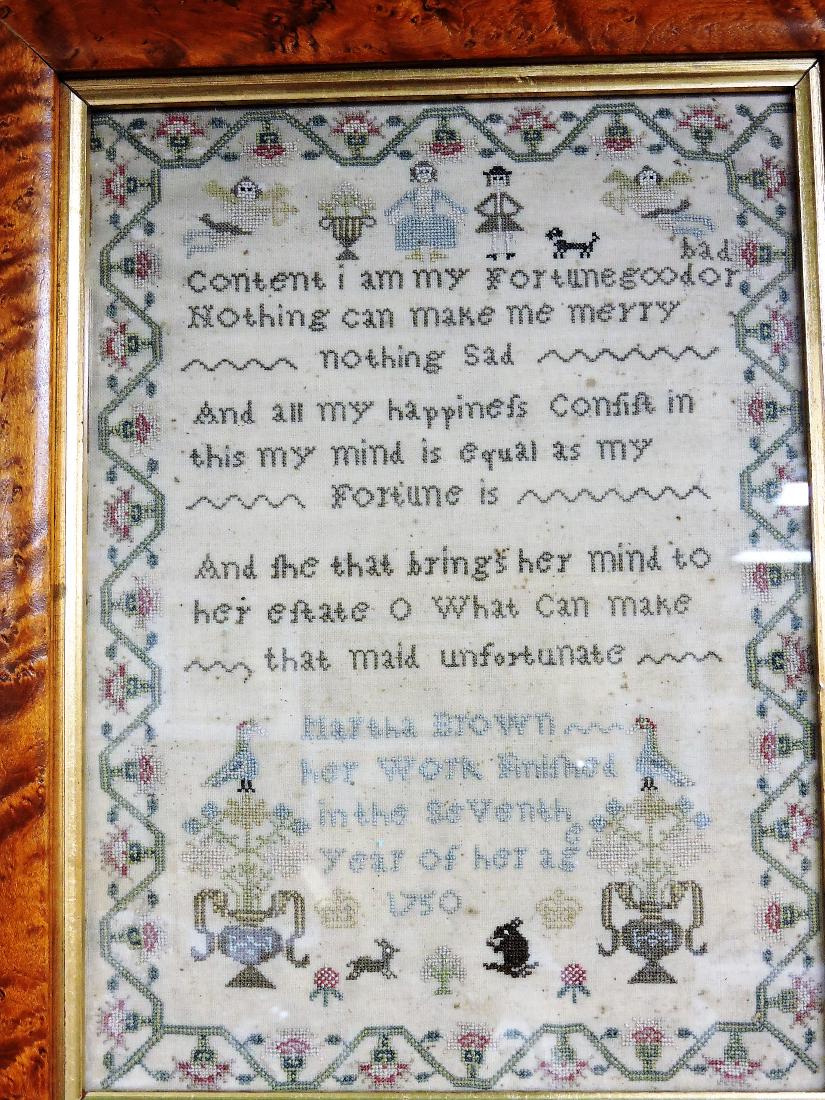 bad
Content i am my Fortune good or
Nothing can make me merry
nothing Sad
And all my happineſs Conſiſt in
this my mind is equal as my
Fortune is
And ſhe that brings her mind to
her eſtate O What Can make
that maid unfortunate
Martha Brown
her Work finiſhed
in the Seventh
year of her age
1750